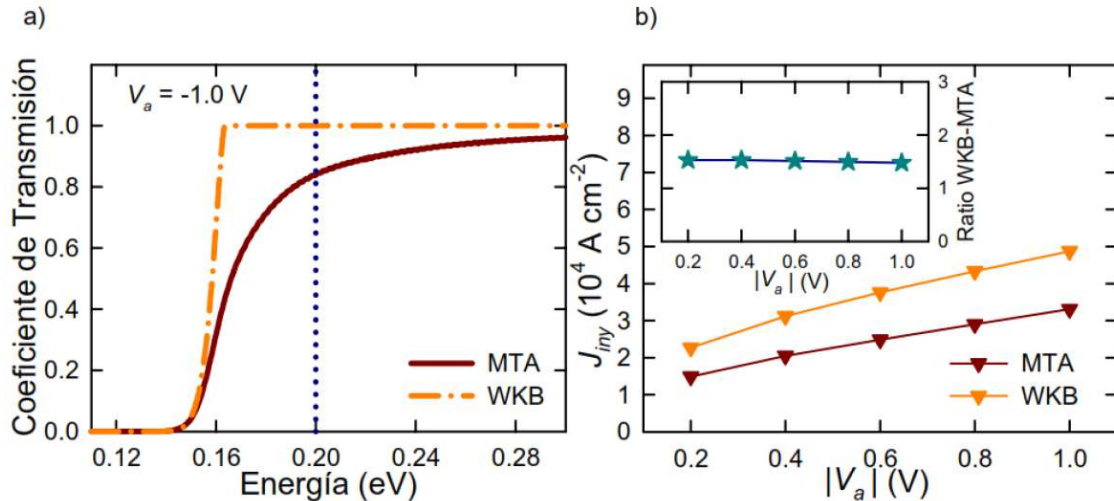 a)
V_a = -1.0 V
Coeficiente de Transmisión
1.0
0.8
0.6
0.4
0.2
0.0
0.12 0.16 0.20 0.24 0.28
Energía (eV)
MTA
WKB
b)
J_iny (10⁴ A cm⁻²)
9
8
7
6
5
4
3
2
1
0
0.2 0.4 0.6 0.8 1.0
|V_a| (V)
MTA
WKB
3
2
1
0
Ratio WKB-MTA
0.2 0.4 0.6 0.8 1.0
|V_a| (V)